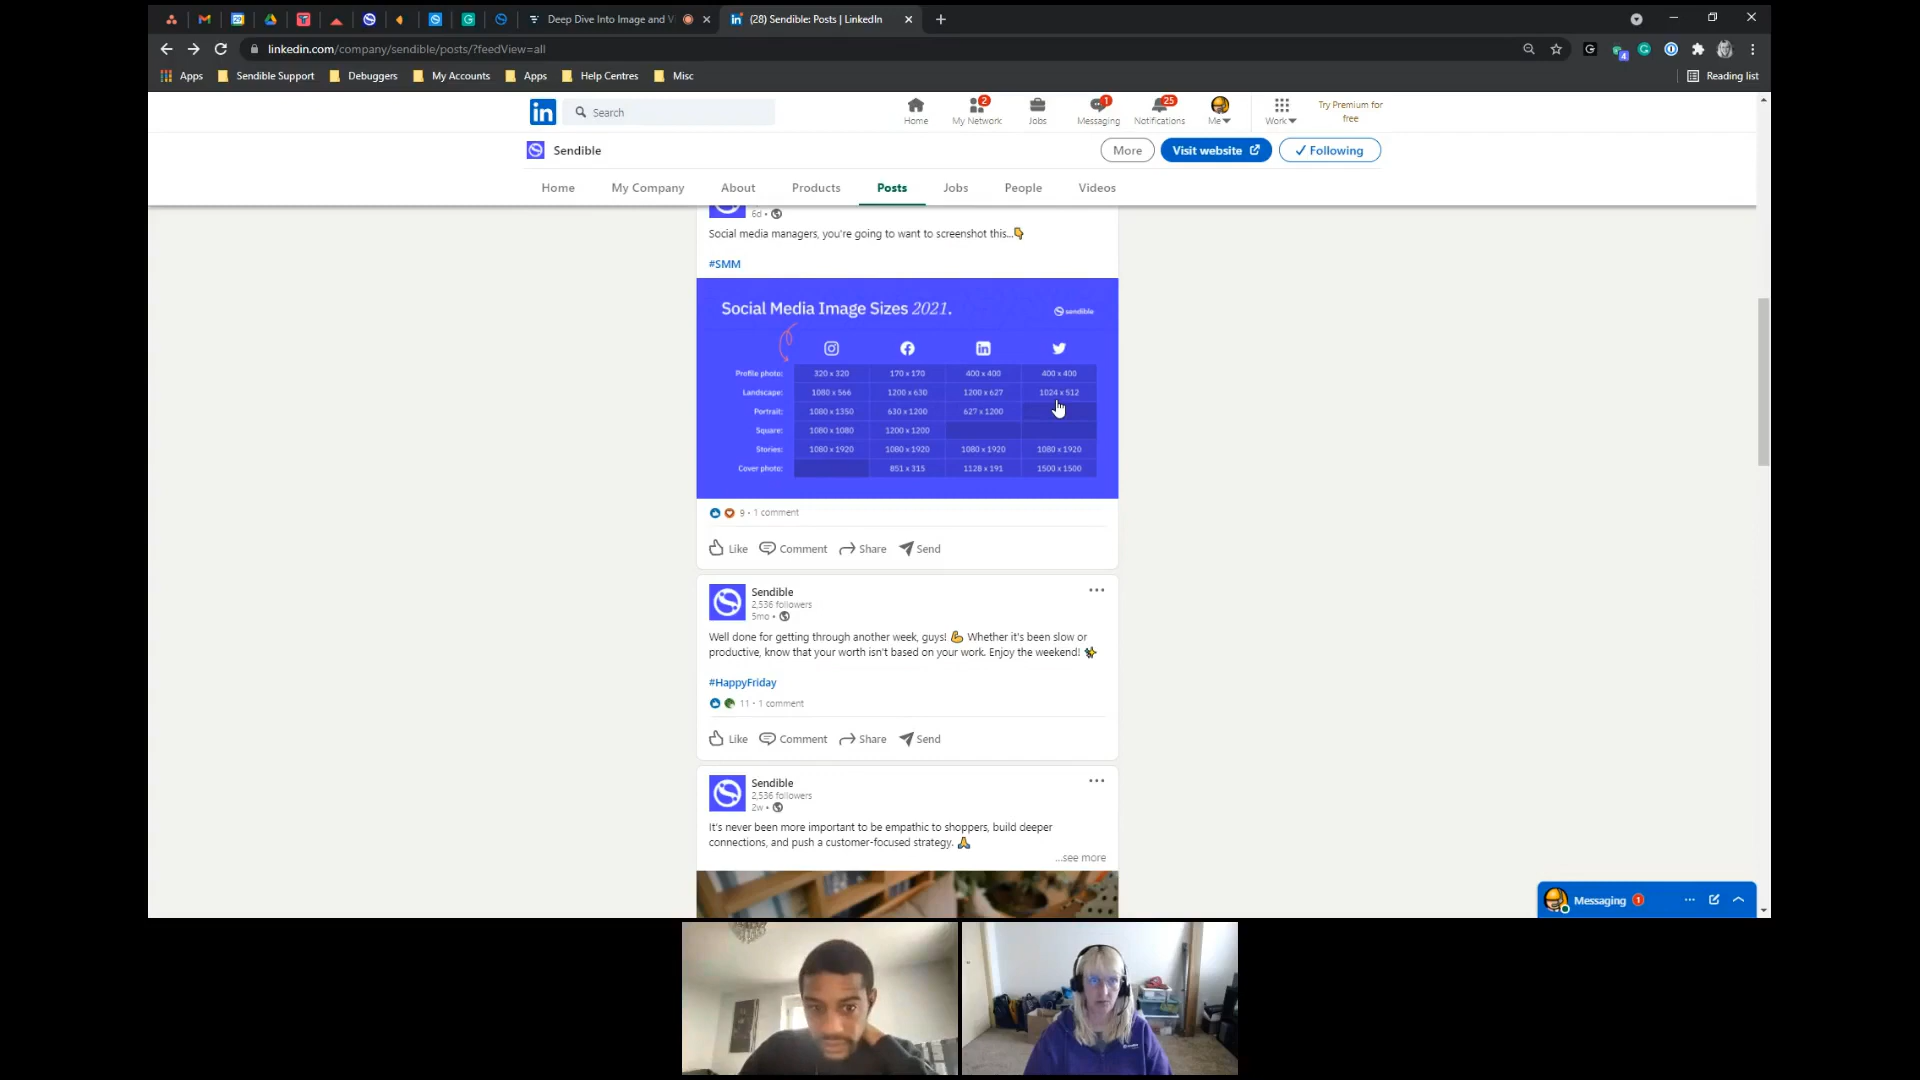 Deep Dive Into Image and Vi
(28) Sendible: Posts | LinkedIn
linkedin.com/company/sendible/posts/?feedView=all
4
Apps
Sendible Support
Debuggers
My Accounts
Apps
Help Centres
Misc
Reading list
in
Search
Home
2
My Network
Jobs
1
Messaging
25
Notifications
Me
Work
Try Premium for
free
Sendible
More
Visit website
Following
Home
My Company
About
Products
Posts
Jobs
People
Videos
6d •
Social media managers, you're going to want to screenshot this...👇
#SMM
Social Media Image Sizes 2021.
sendible
Profile photo: 320 x 320 170 x 170 400 x 400 400 x 400
Landscape: 1080 x 566 1200 x 630 1200 x 627 1024 x 512
Portrait: 1080 x 1350 630 x 1200 627 x 1200
Square: 1080 x 1080 1200 x 1200
Stories: 1080 x 1920 1080 x 1920 1080 x 1920 1080 x 1920
Cover photo: 851 x 315 1128 x 191 1500 x 1500
9 • 1 comment
Like Comment Share Send
Sendible
2,536 followers
5mo •
Well done for getting through another week, guys! 💪 Whether it's been slow or
productive, know that your worth isn't based on your work. Enjoy the weekend! ✨
#HappyFriday
11 • 1 comment
Like Comment Share Send
Sendible
2,536 followers
2w •
It's never been more important to be empathic to shoppers, build deeper
connections, and push a customer-focused strategy. 🙏
...see more
Messaging 1